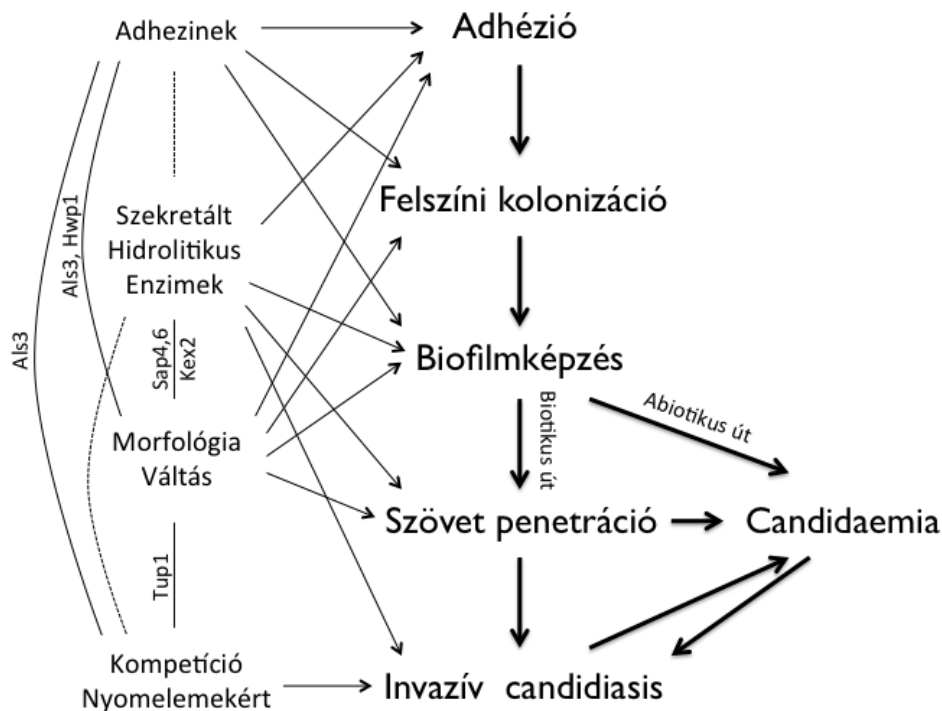 Adhezinek
Adhézió
Als3, Hwp1
Als3
Szekretált
Hidrolitikus
Enzimek
Felszíni kolonizáció
Sap4,6
Kex2
Biofilmképzés
Biotikus út
Abiotikus út
Morfológia
Váltás
Szövet penetráció
Candidaemia
Tup1
Kompetíció
Nyomelemekért
Invazív candidiasis